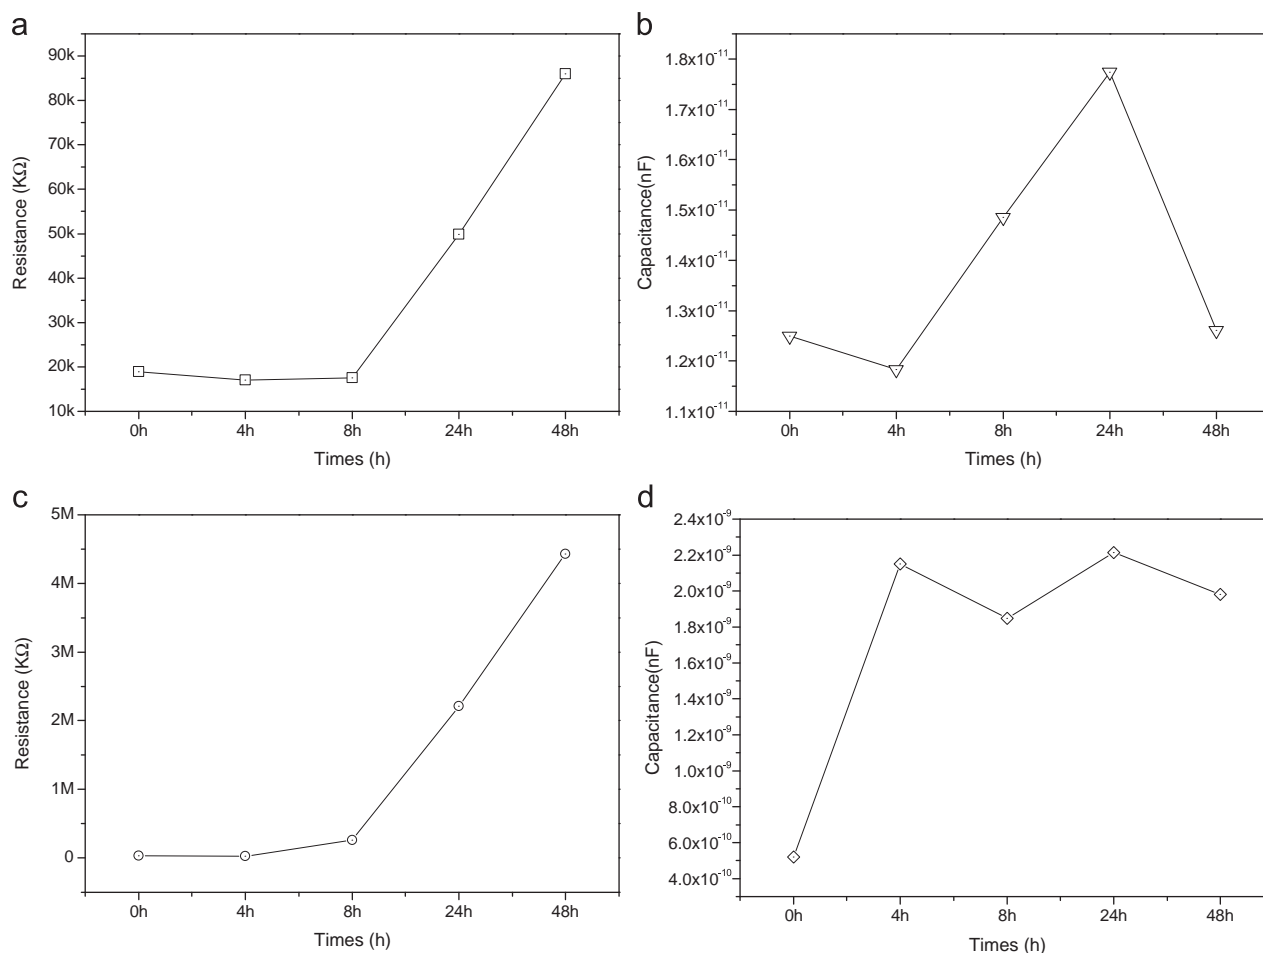 a
90k
80k
70k
60k
50k
40k
30k
20k
10k
Resistance (KΩ)
0h 4h 8h 24h 48h
Times (h)
b
1.8x10⁻¹¹
1.7x10⁻¹¹
1.6x10⁻¹¹
1.5x10⁻¹¹
1.4x10⁻¹¹
1.3x10⁻¹¹
1.2x10⁻¹¹
1.1x10⁻¹¹
Capacitance(nF)
0h 4h 8h 24h 48h
Times (h)
c
5M
4M
3M
2M
1M
0
Resistance (KΩ)
0h 4h 8h 24h 48h
Times (h)
d
2.4x10⁻⁹
2.2x10⁻⁹
2.0x10⁻⁹
1.8x10⁻⁹
1.6x10⁻⁹
1.4x10⁻⁹
1.2x10⁻⁹
1.0x10⁻⁹
8.0x10⁻¹⁰
6.0x10⁻¹⁰
4.0x10⁻¹⁰
Capacitance(nF)
0h 4h 8h 24h 48h
Times (h)